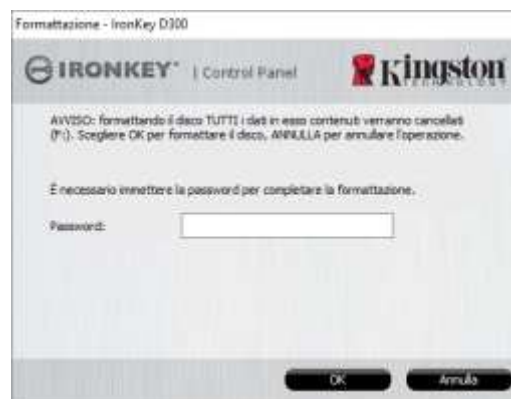 Formattazione - IronKey D300
IRONKEY | Control Panel
Kingston
TECHNOLOGY
AVVISO: formattando il disco TUTTI i dati in esso contenuti verranno cancellati
(F:). Scegliere OK per formattare il disco, ANNULLA per annullare l'operazione.
È necessario immettere la password per completare la formattazione.
Password:
OK
Annulla